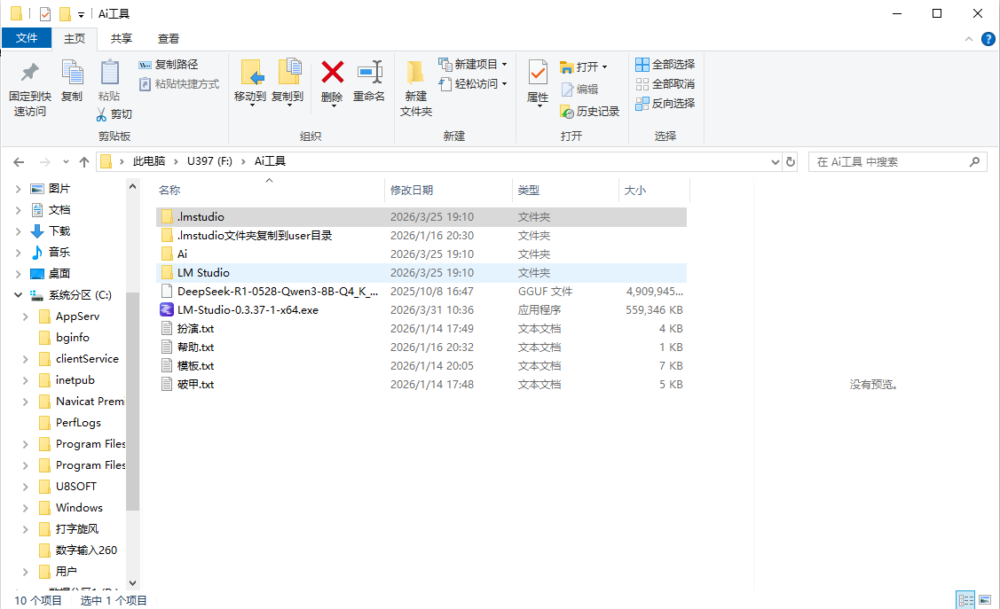 Ai工具
文件 主页 共享 查看
固定到快速访问
复制
粘贴
复制路径
粘贴快捷方式
剪切
剪贴板
移动到 复制到 删除 重命名
组织
新建文件夹
新建项目
轻松访问
新建
属性
打开
编辑
历史记录
打开
全部选择
全部取消
反向选择
选择
此电脑 > U397 (F:) > Ai工具
在 Ai工具 中搜索
图片
文档
下载
音乐
桌面
系统分区 (C:)
AppServ
bginfo
clientService
inetpub
Navicat Premi
PerfLogs
Program Files
Program Files
U8SOFT
Windows
打字旋风
数字输入260
用户
名称 修改日期 类型 大小
.lmstudio 2026/3/25 19:10 文件夹
.lmstudio文件夹复制到user目录 2026/1/16 20:30 文件夹
Ai 2026/3/25 19:10 文件夹
LM Studio 2026/3/25 19:10 文件夹
DeepSeek-R1-0528-Qwen3-8B-Q4_K_... 2025/10/8 16:47 GGUF 文件 4,909,945...
LM-Studio-0.3.37-1-x64.exe 2026/3/31 10:36 应用程序 559,346 KB
扮演.txt 2026/1/14 17:49 文本文档 4 KB
帮助.txt 2026/1/16 20:32 文本文档 1 KB
模板.txt 2026/1/14 20:05 文本文档 7 KB
破甲.txt 2026/1/14 17:48 文本文档 5 KB
没有预览。
10 个项目 选中 1 个项目